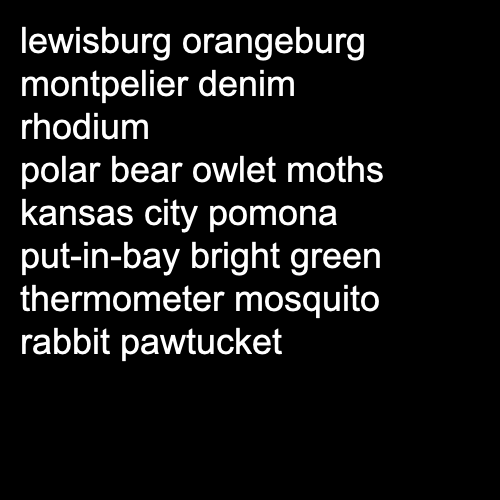 lewisburg orangeburg
montpelier denim
rhodium
polar bear owlet moths
kansas city pomona
put-in-bay bright green
thermometer mosquito
rabbit pawtucket